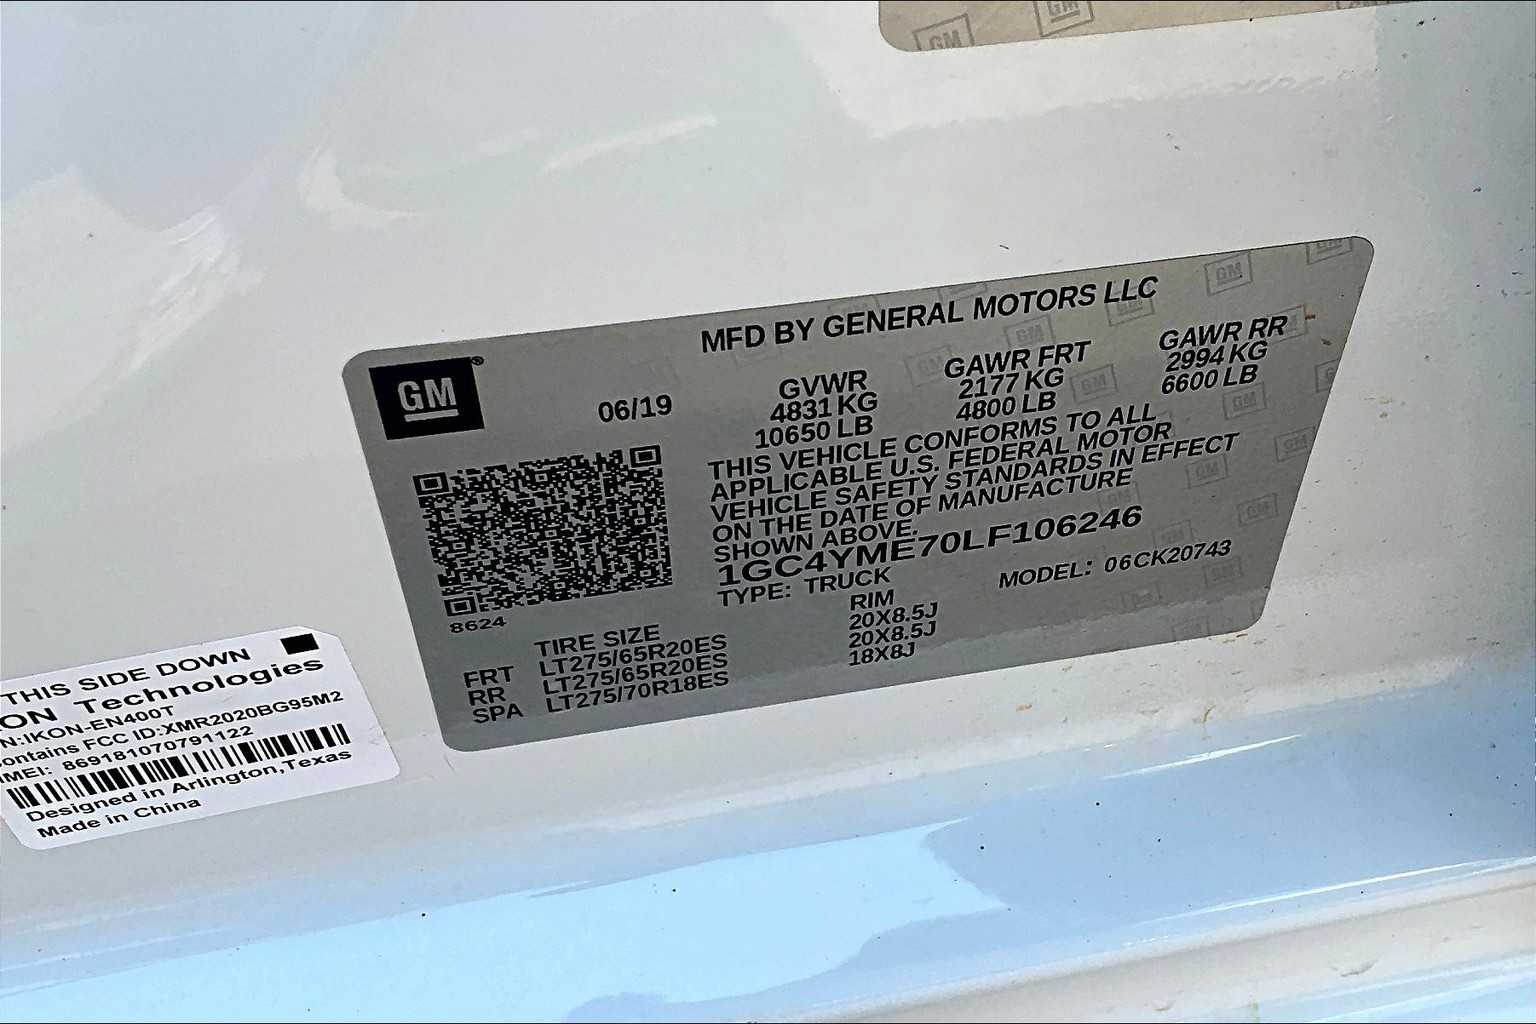 MFD BY GENERAL MOTORS LLC
GM
06/19
GVWR
4831 KG
10650 LB
GAWR FRT
2177 KG
4800 LB
GAWR RR
2994 KG
6600 LB
THIS VEHICLE CONFORMS TO ALL
APPLICABLE U.S. FEDERAL MOTOR
VEHICLE SAFETY STANDARDS IN EFFECT
ON THE DATE OF MANUFACTURE
SHOWN ABOVE.
1GC4YME70LF106246
TYPE: TRUCK
MODEL: 06CK20743
8624
TIRE SIZE RIM
FRT LT275/65R20ES 20X8.5J
RR LT275/65R20ES 20X8.5J
SPA LT275/70R18ES 18X8J
THIS SIDE DOWN
ON Technologies
N:IKON-EN400T
ontains FCC ID:XMR2020BG95M2
IMEI: 869181070791122
Designed in Arlington,Texas
Made in China